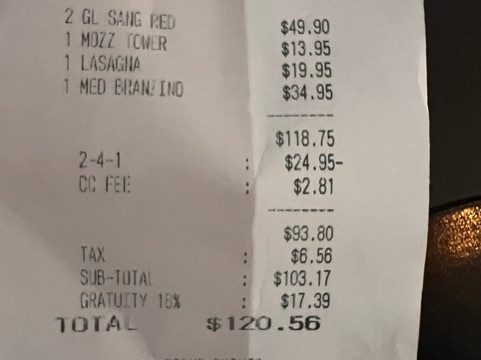 2 GL SANG RED $49.90
1 MOZZ TOWER $13.95
1 LASAGNA $19.95
1 MED BRANZINO $34.95
---------
$118.75
2-4-1 : $24.95-
CC FEE : $2.81
---------
$93.80
TAX : $6.56
SUB-TOTAL : $103.17
GRATUITY 18% : $17.39
TOTAL $120.56